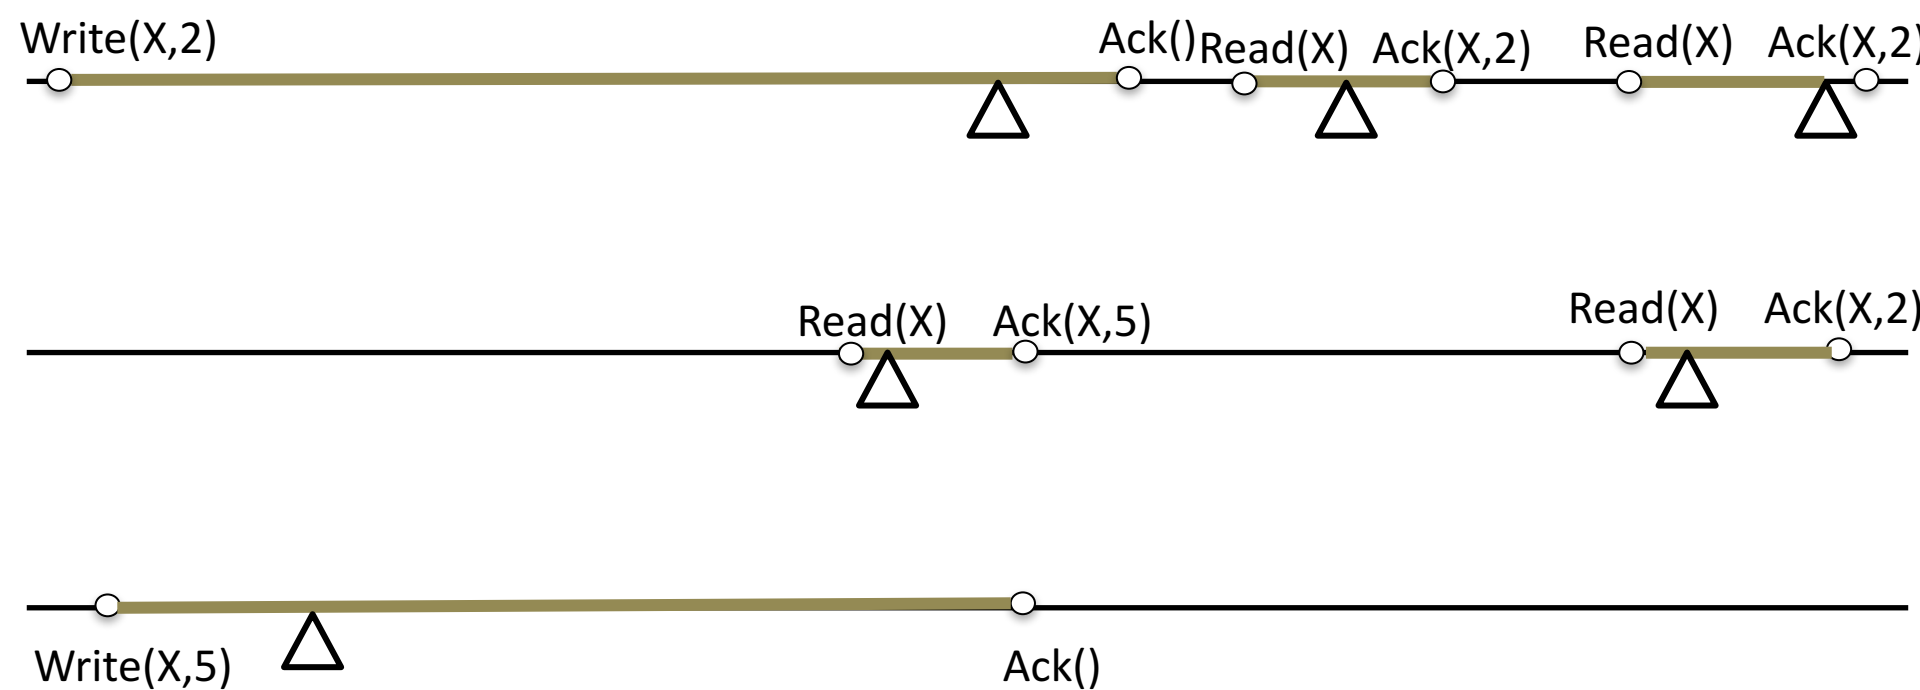 Write(X,2)
Ack()
Read(X)
Ack(X,2)
Read(X)
Ack(X,2)
Read(X)
Ack(X,5)
Read(X)
Ack(X,2)
Write(X,5)
Ack()